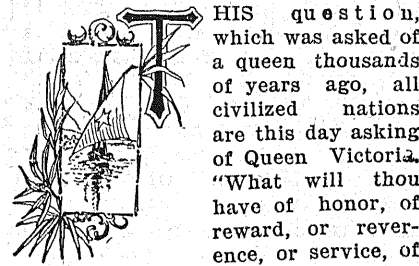 THIS question,
which was asked of
a queen thousands
of years ago, all
civilized nations
are this day asking
of Queen Victoria.
"What will thou
have of honor, of
reward, or rever-
ence, or service, of